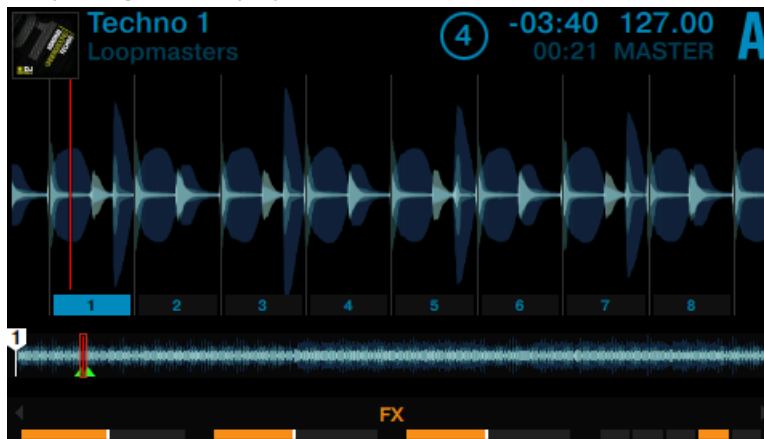 Techno 1
Loopmasters
4
-03:40 127.00
00:21 MASTER
A
1 2 3 4 5 6 7 8
1
FX